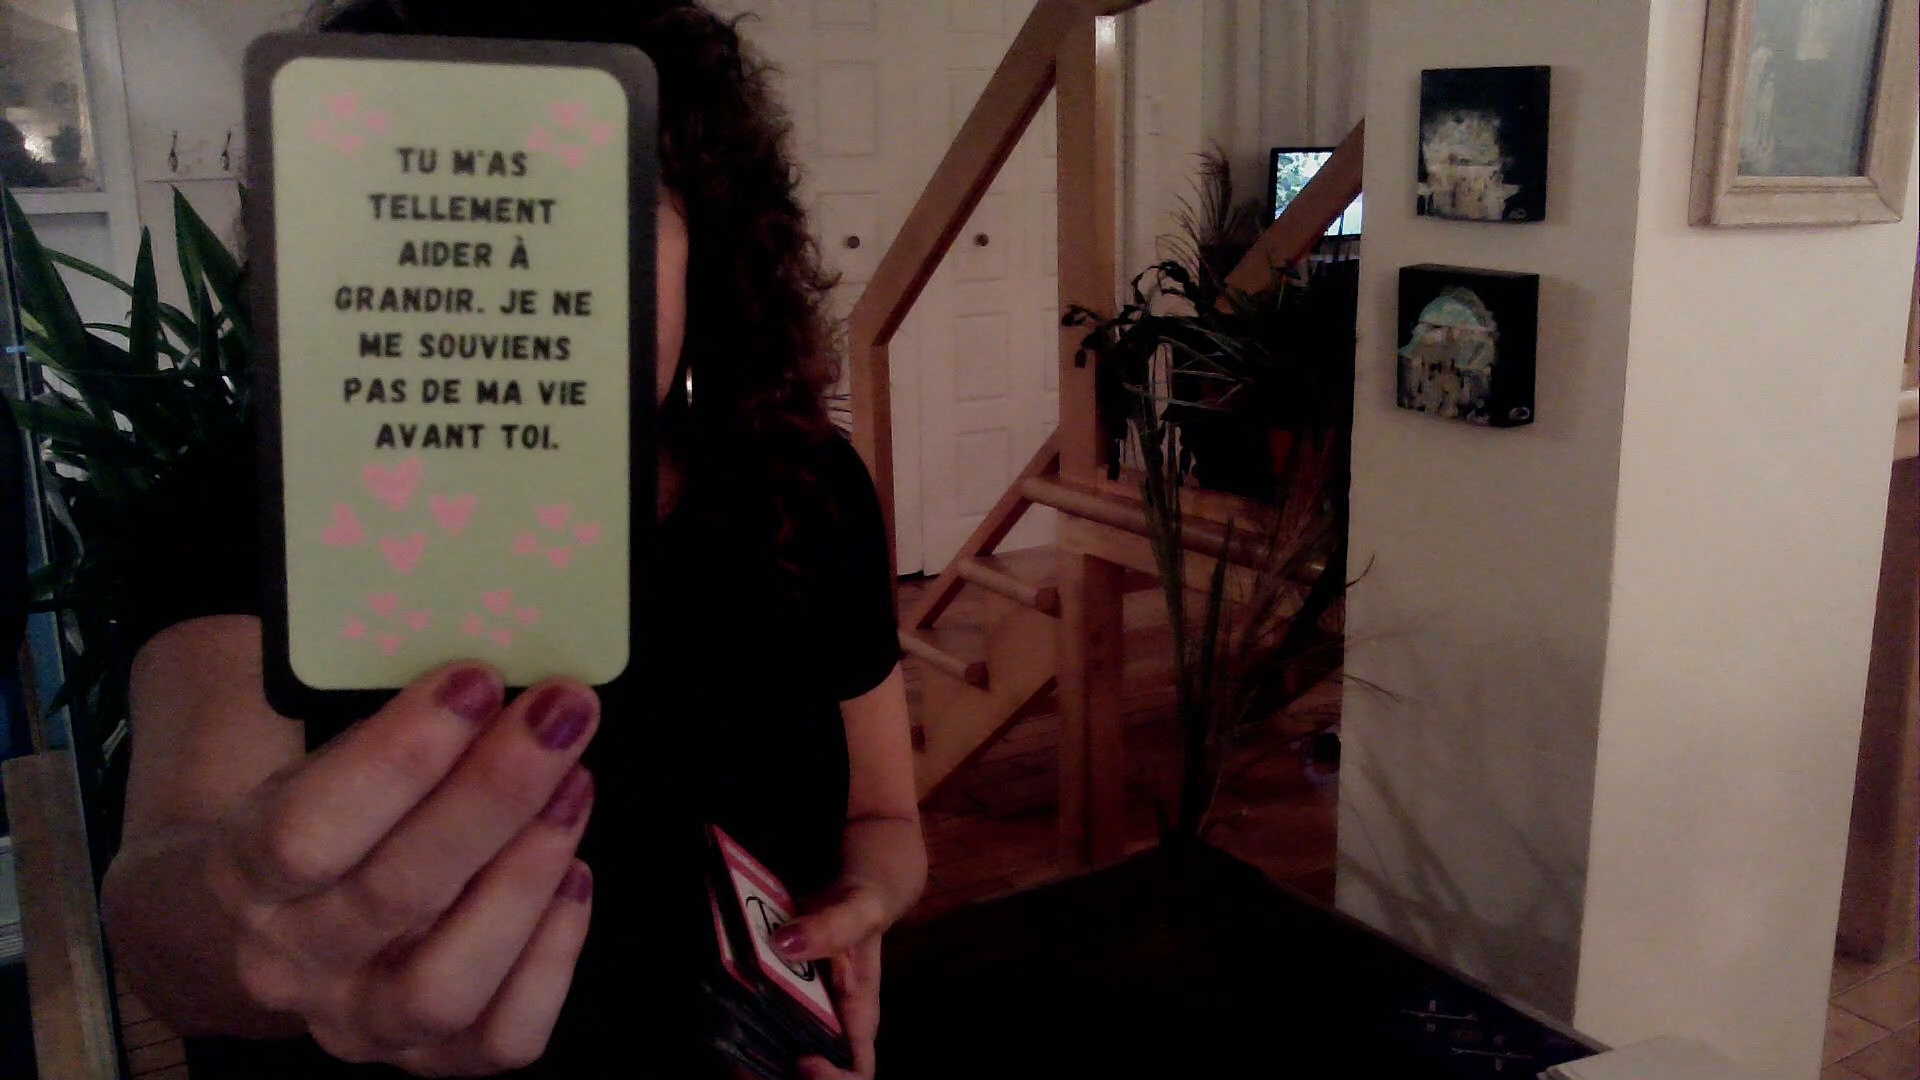 TU M'AS
TELLEMENT
AIDER À
GRANDIR. JE NE
ME SOUVIENS
PAS DE MA VIE
AVANT TOI.